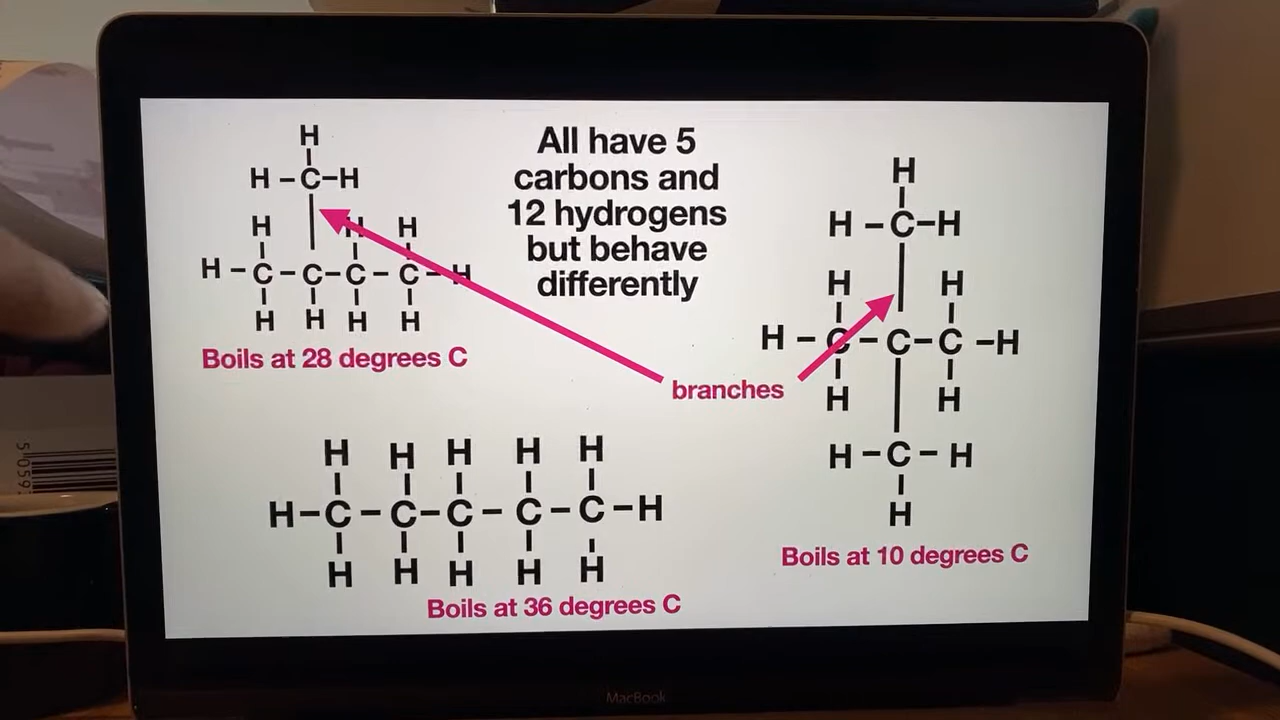 H
H-C-H
H H H
H-C-C-C-C-H
H H H H
Boils at 28 degrees C
All have 5
carbons and
12 hydrogens
but behave
differently
branches
H
H-C-H
H H
H-C-C-C-H
H H
H-C-H
H
Boils at 10 degrees C
H H H H H
H-C-C-C-C-C-H
H H H H H
Boils at 36 degrees C
MacBook
5059